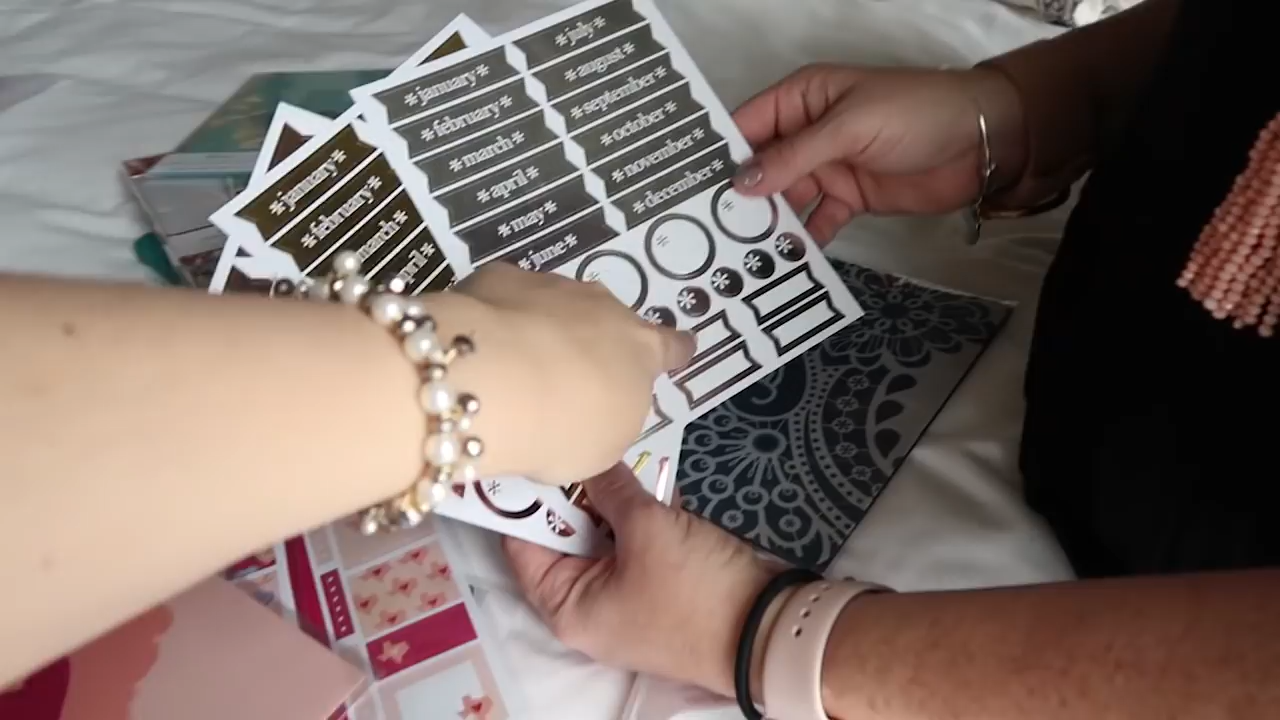 *january*
*february*
*march*
*april*
*may*
*june*
*july*
*august*
*september*
*october*
*november*
*december*
*january*
*february*
*march*
april*